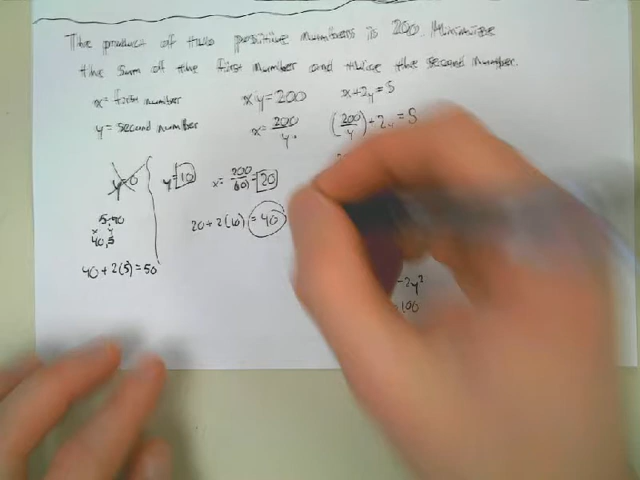 The product of two positive numbers is 200. Minimize
the sum of the first number and twice the second number.
x = first number
y = second number
xy = 200
x = 200/y
x + 2y = S
(200/y) + 2y = S
y = 0
y = 10
x = 200/10 = 20
20 + 2(10) = 40
5, 40
x y
40, 5
40 + 2(5) = 50
- 2y²
100